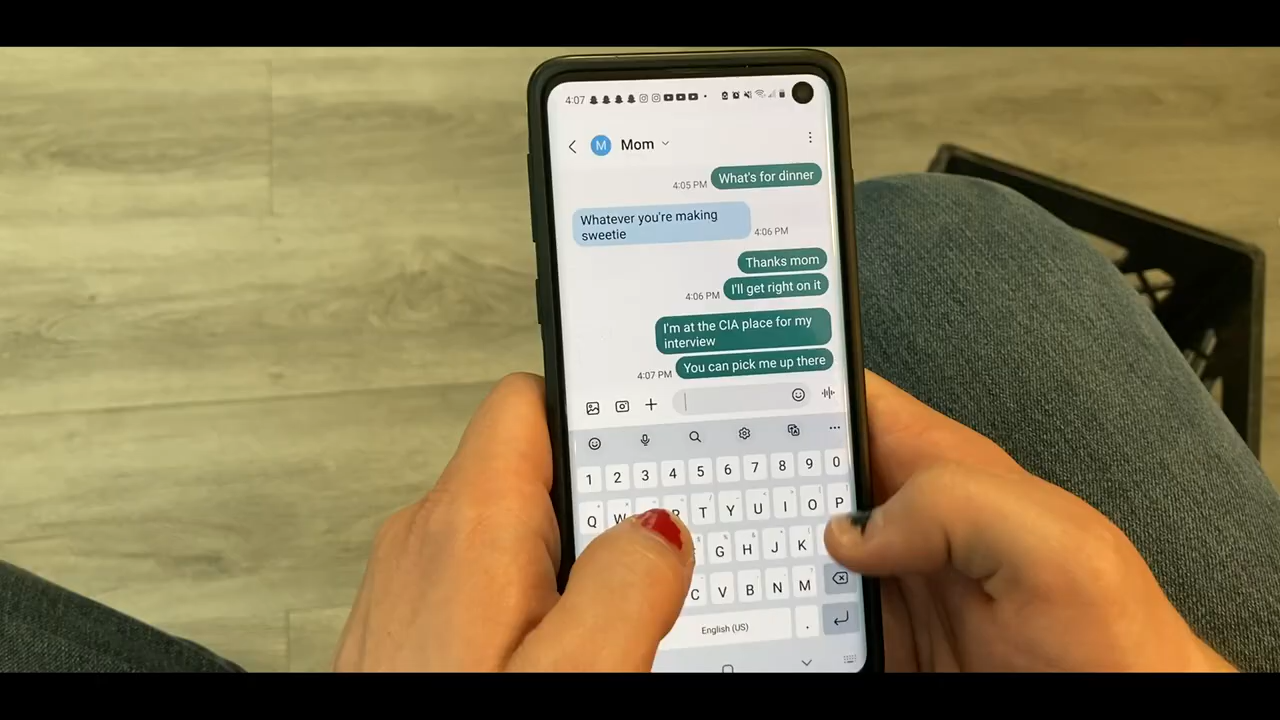 4:07
M Mom
What's for dinner
4:05 PM
Whatever you're making
sweetie
4:06 PM
Thanks mom
I'll get right on it
4:06 PM
I'm at the CIA place for my
interview
You can pick me up there
4:07 PM
1 2 3 4 5 6 7 8 9 0
Q W R T Y U I O P
G H J K
C V B N M
English (US) .